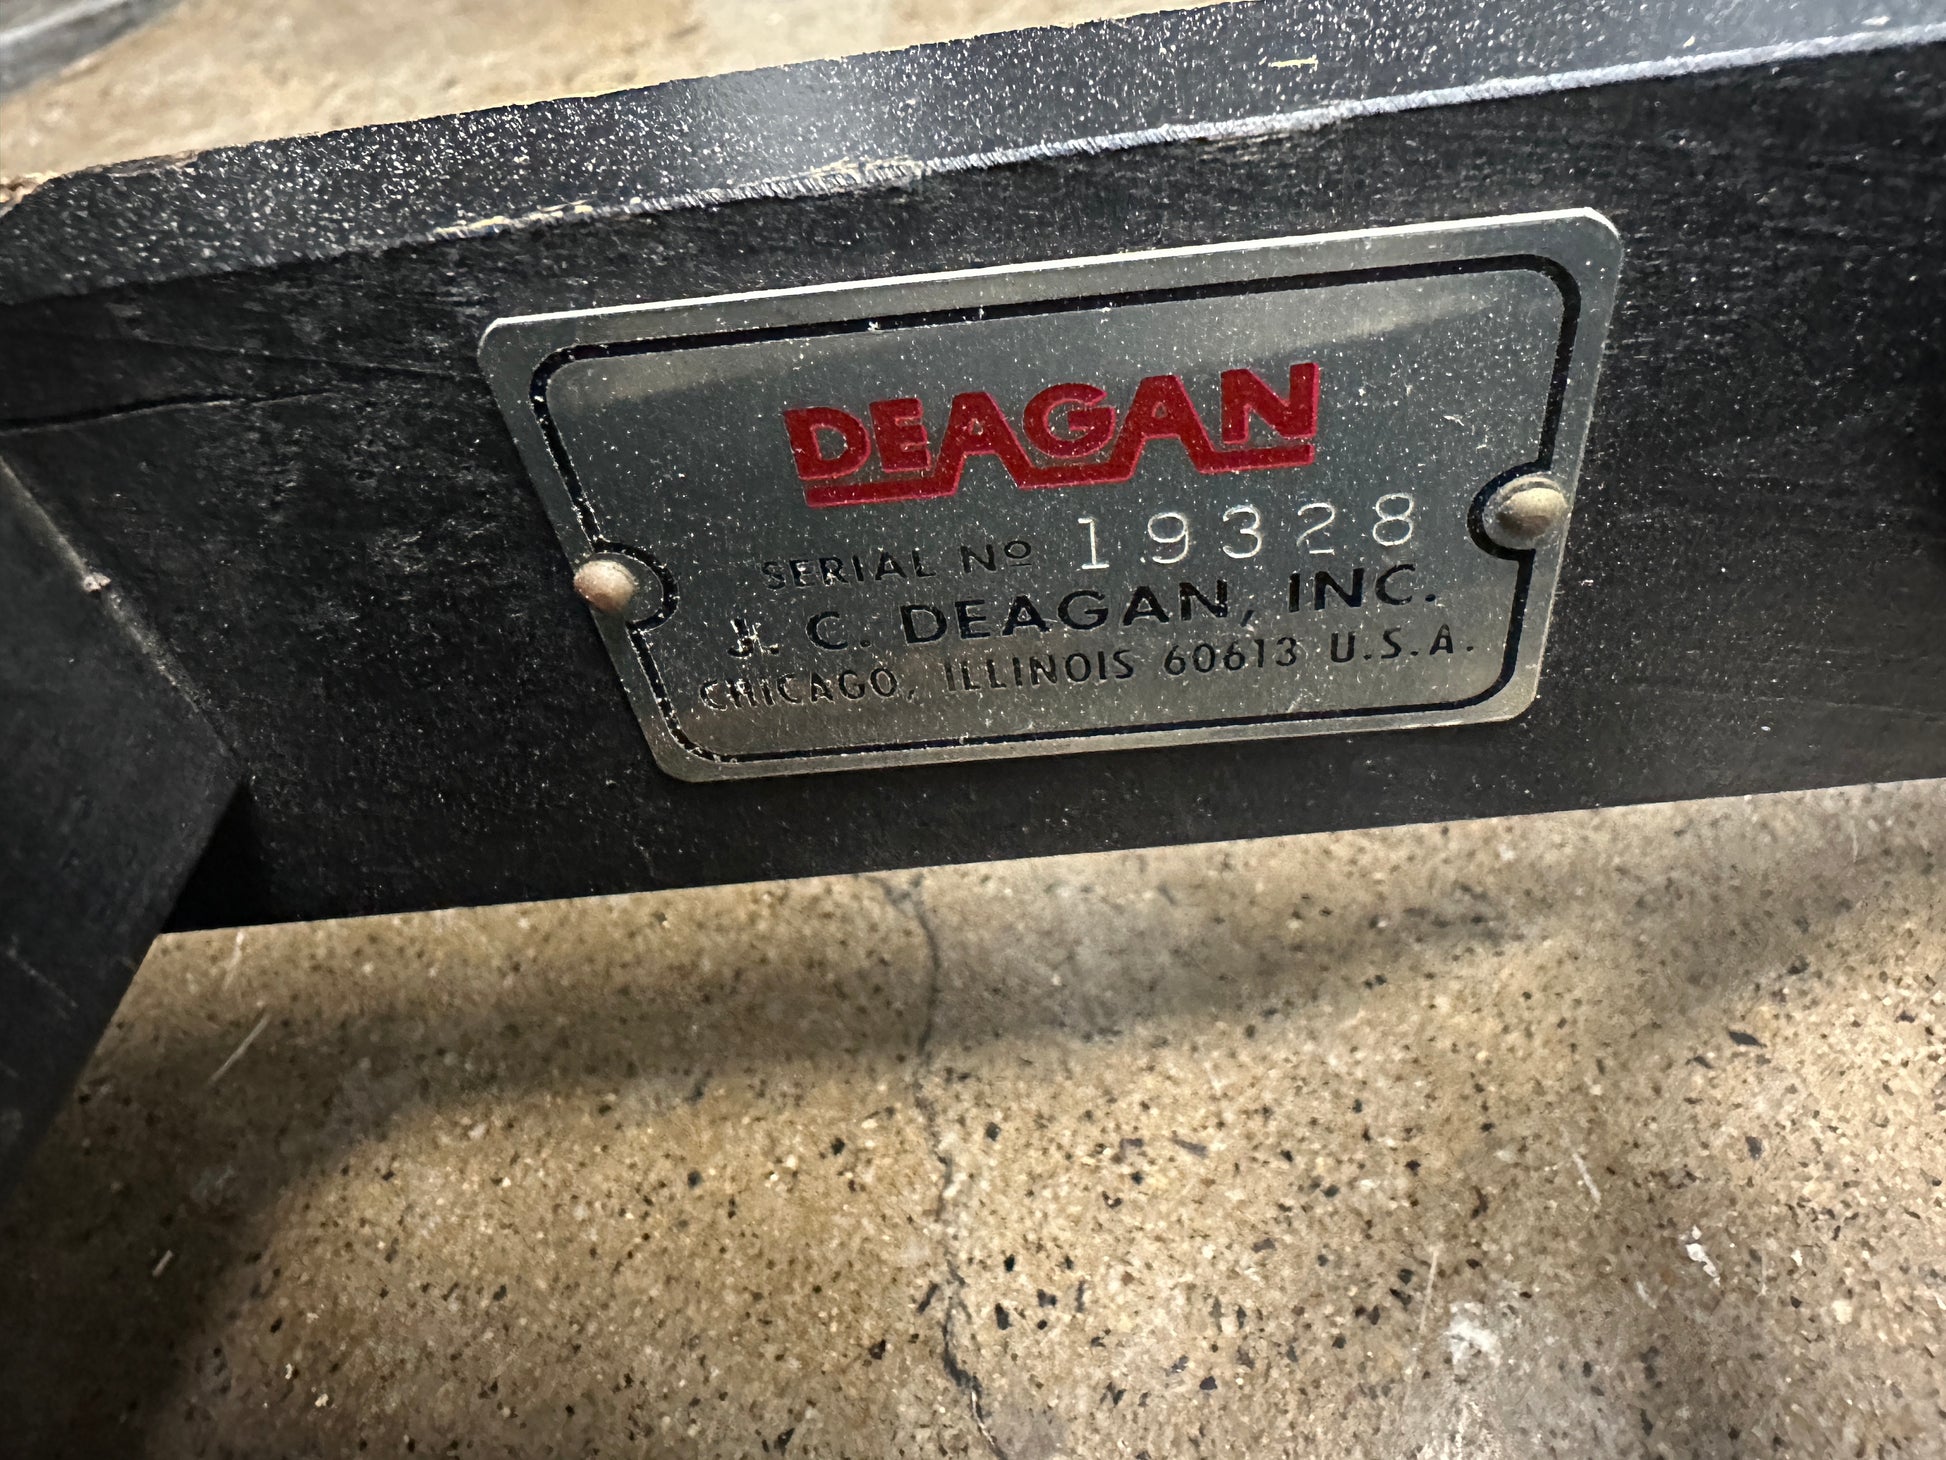 DEAGAN
SERIAL Nº 19328
J. C. DEAGAN, INC.
CHICAGO, ILLINOIS 60613 U.S.A.